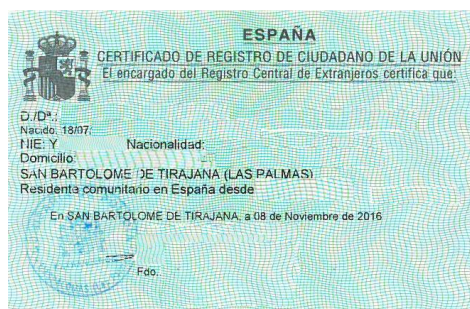 ESPAÑA
CERTIFICADO DE REGISTRO DE CIUDADANO DE LA UNIÓN
El encargado del Registro Central de Extranjeros certifica que:
D./Dª.:
Nacido: 18/07/
NIE: Y Nacionalidad:
Domicilio:
SAN BARTOLOME DE TIRAJANA (LAS PALMAS)
Residente comunitario en España desde
En SAN BARTOLOME DE TIRAJANA, a 08 de Noviembre de 2016
Fdo.